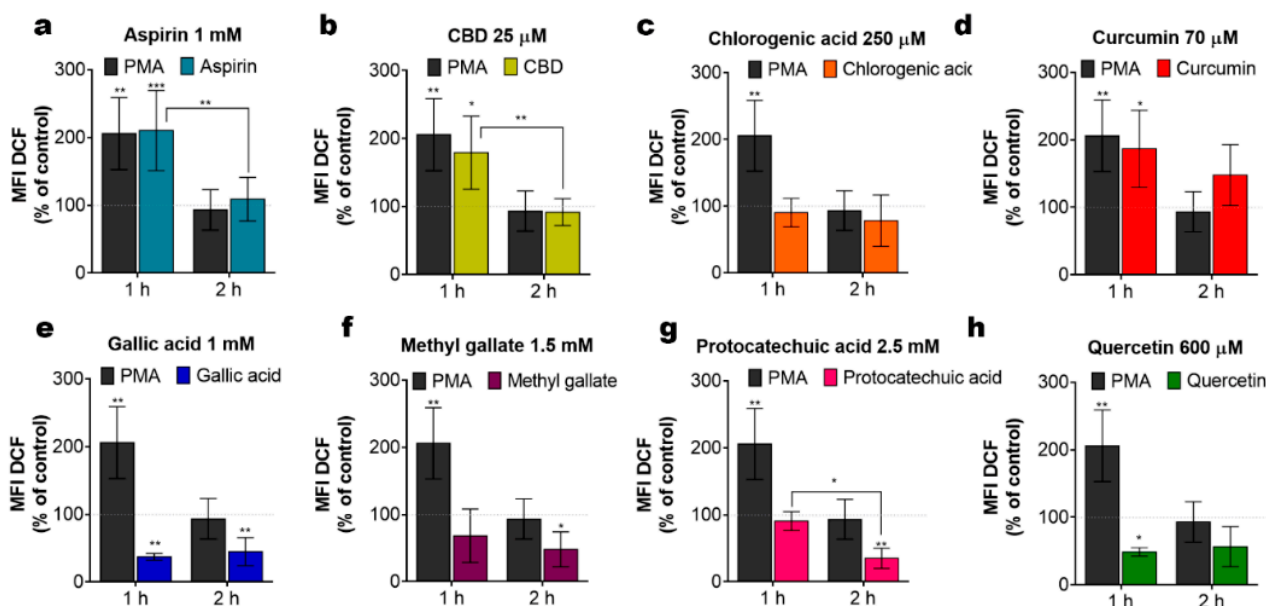 a
Aspirin 1 mM
PMA Aspirin
MFI DCF
(% of control)
300
200
100
0
** ***
**
1 h 2 h
b
CBD 25 µM
PMA CBD
MFI DCF
(% of control)
300
200
100
0
** *
**
1 h 2 h
c
Chlorogenic acid 250 µM
PMA Chlorogenic acid
MFI DCF
(% of control)
300
200
100
0
**
1 h 2 h
d
Curcumin 70 µM
PMA Curcumin
MFI DCF
(% of control)
300
200
100
0
** *
1 h 2 h
e
Gallic acid 1 mM
PMA Gallic acid
MFI DCF
(% of control)
300
200
100
0
**
** **
1 h 2 h
f
Methyl gallate 1.5 mM
PMA Methyl gallate
MFI DCF
(% of control)
300
200
100
0
**
*
1 h 2 h
g
Protocatechuic acid 2.5 mM
PMA Protocatechuic acid
MFI DCF
(% of control)
300
200
100
0
**
*
**
1 h 2 h
h
Quercetin 600 µM
PMA Quercetin
MFI DCF
(% of control)
300
200
100
0
**
*
1 h 2 h